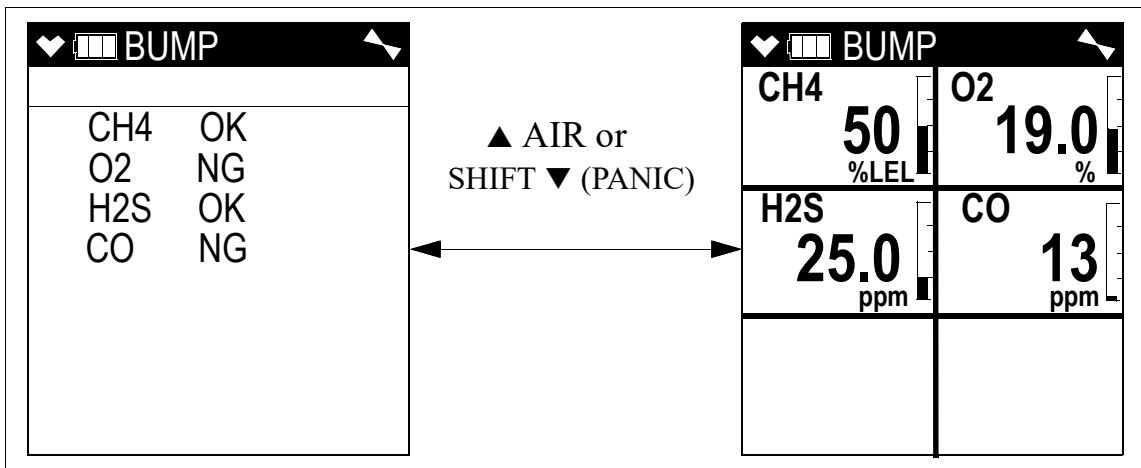 BUMP
CH4 OK
O2 NG
H2S OK
CO NG
▲ AIR or
SHIFT ▼ (PANIC)
BUMP
CH4
50
%LEL
O2
19.0
%
H2S
25.0
ppm
CO
13
ppm